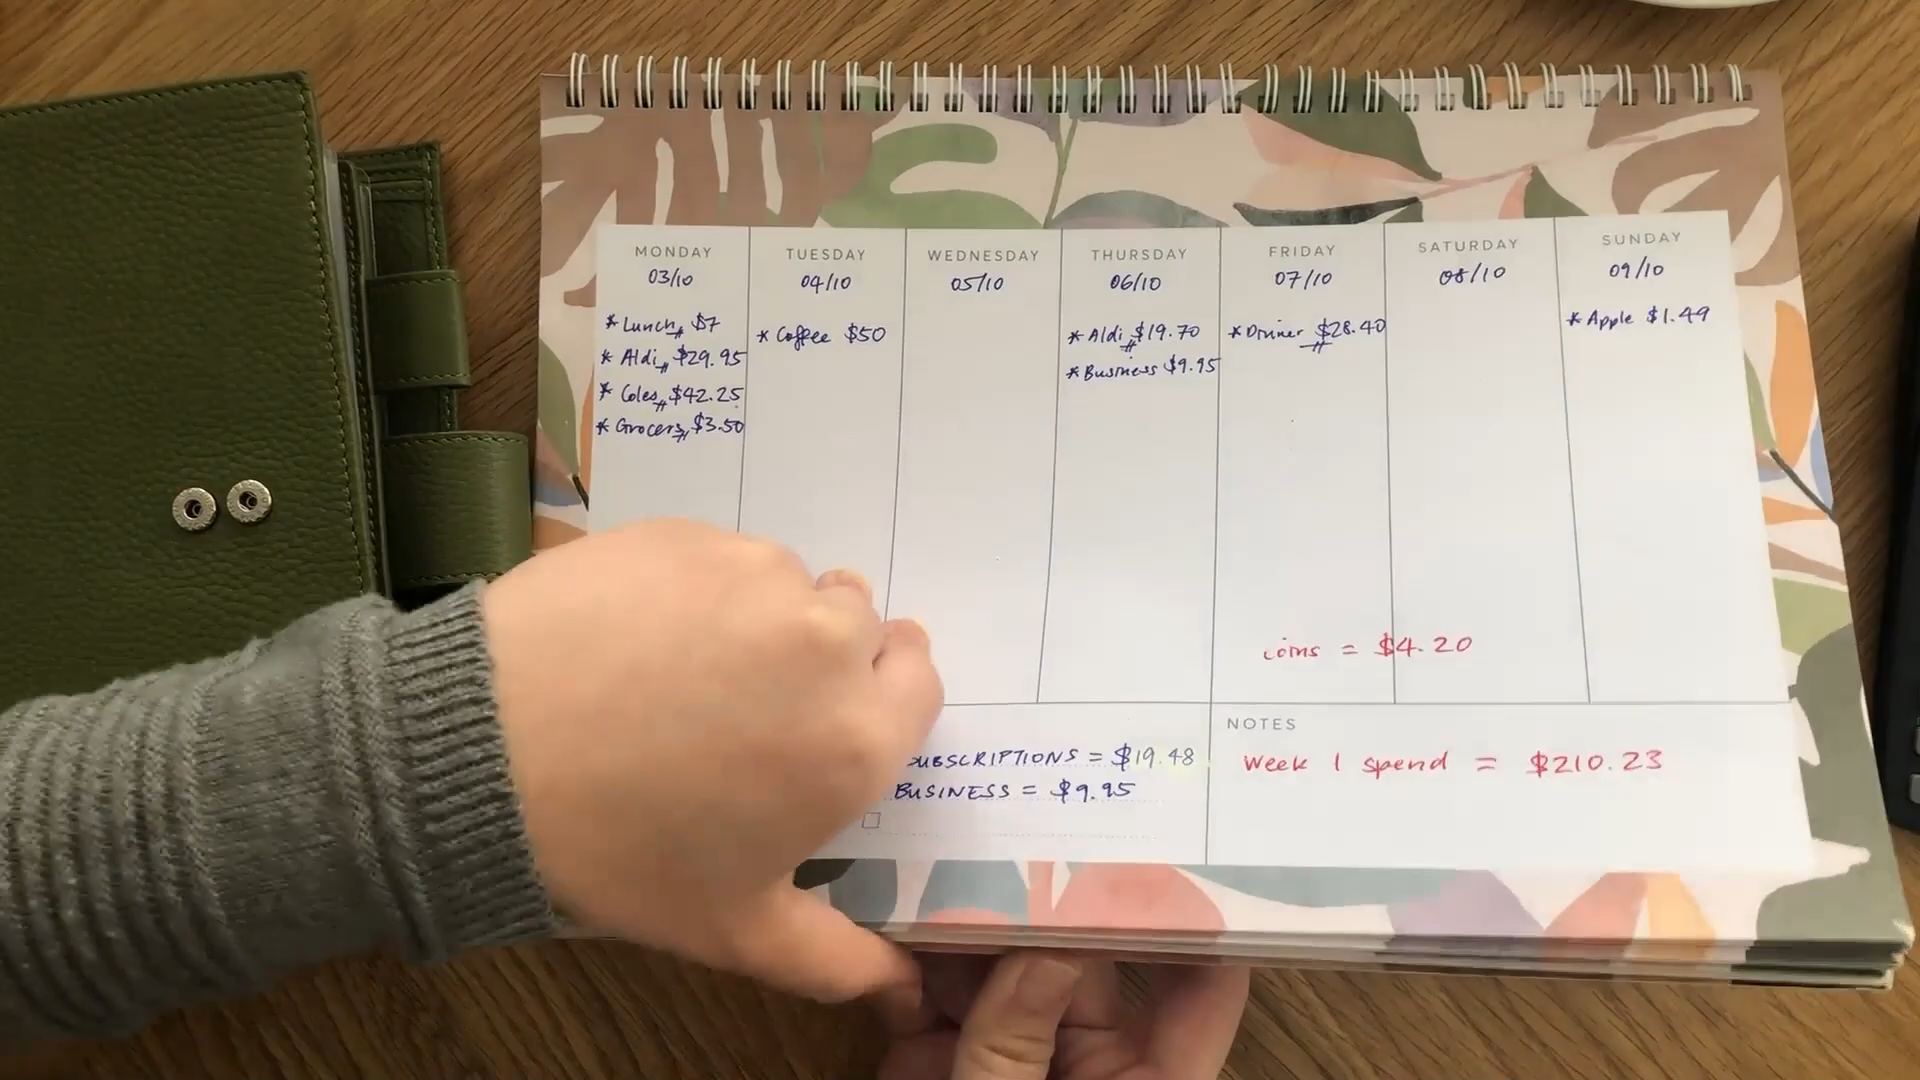 MONDAY
03/10
* Lunch $7
* Aldi $29.95
* Coles $42.25
* Grocers $3.50
TUESDAY
04/10
* Coffee $50
WEDNESDAY
05/10
THURSDAY
06/10
* Aldi $19.70
* Business $9.95
FRIDAY
07/10
* Dinner $28.40
SATURDAY
08/10
SUNDAY
09/10
* Apple $1.49
coins = $4.20
SUBSCRIPTIONS = $19.48
BUSINESS = $9.95
NOTES
Week 1 spend = $210.23